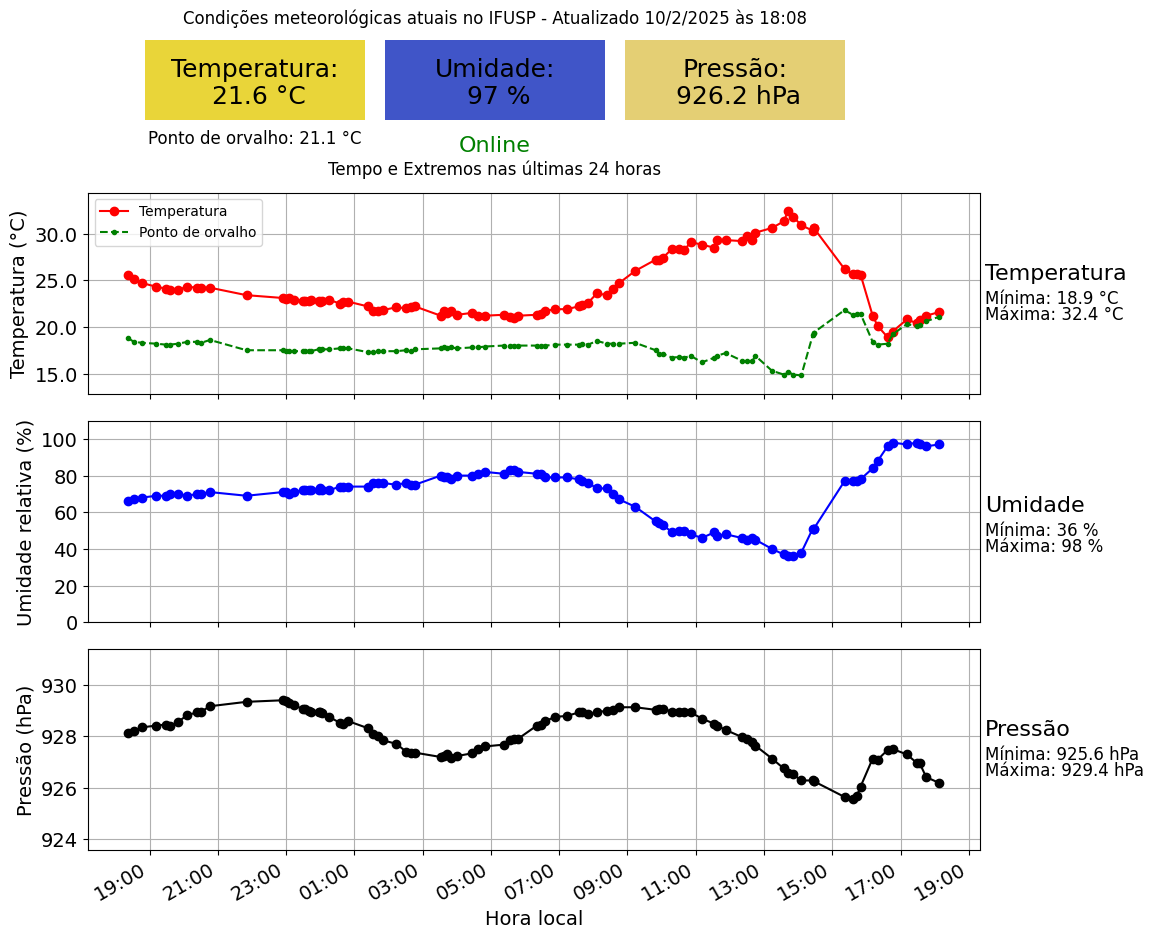 Condições meteorológicas atuais no IFUSP - Atualizado 10/2/2025 às 18:08
Temperatura:
21.6 °C
Umidade:
97 %
Pressão:
926.2 hPa
Ponto de orvalho: 21.1 °C
Online
Tempo e Extremos nas últimas 24 horas
Temperatura (°C)
30.0
25.0
20.0
15.0
Temperatura
Ponto de orvalho
Temperatura
Mínima: 18.9 °C
Máxima: 32.4 °C
Umidade relativa (%)
100
80
60
40
20
0
Umidade
Mínima: 36 %
Máxima: 98 %
Pressão (hPa)
930
928
926
924
Pressão
Mínima: 925.6 hPa
Máxima: 929.4 hPa
19:00 21:00 23:00 01:00 03:00 05:00 07:00 09:00 11:00 13:00 15:00 17:00 19:00
Hora local